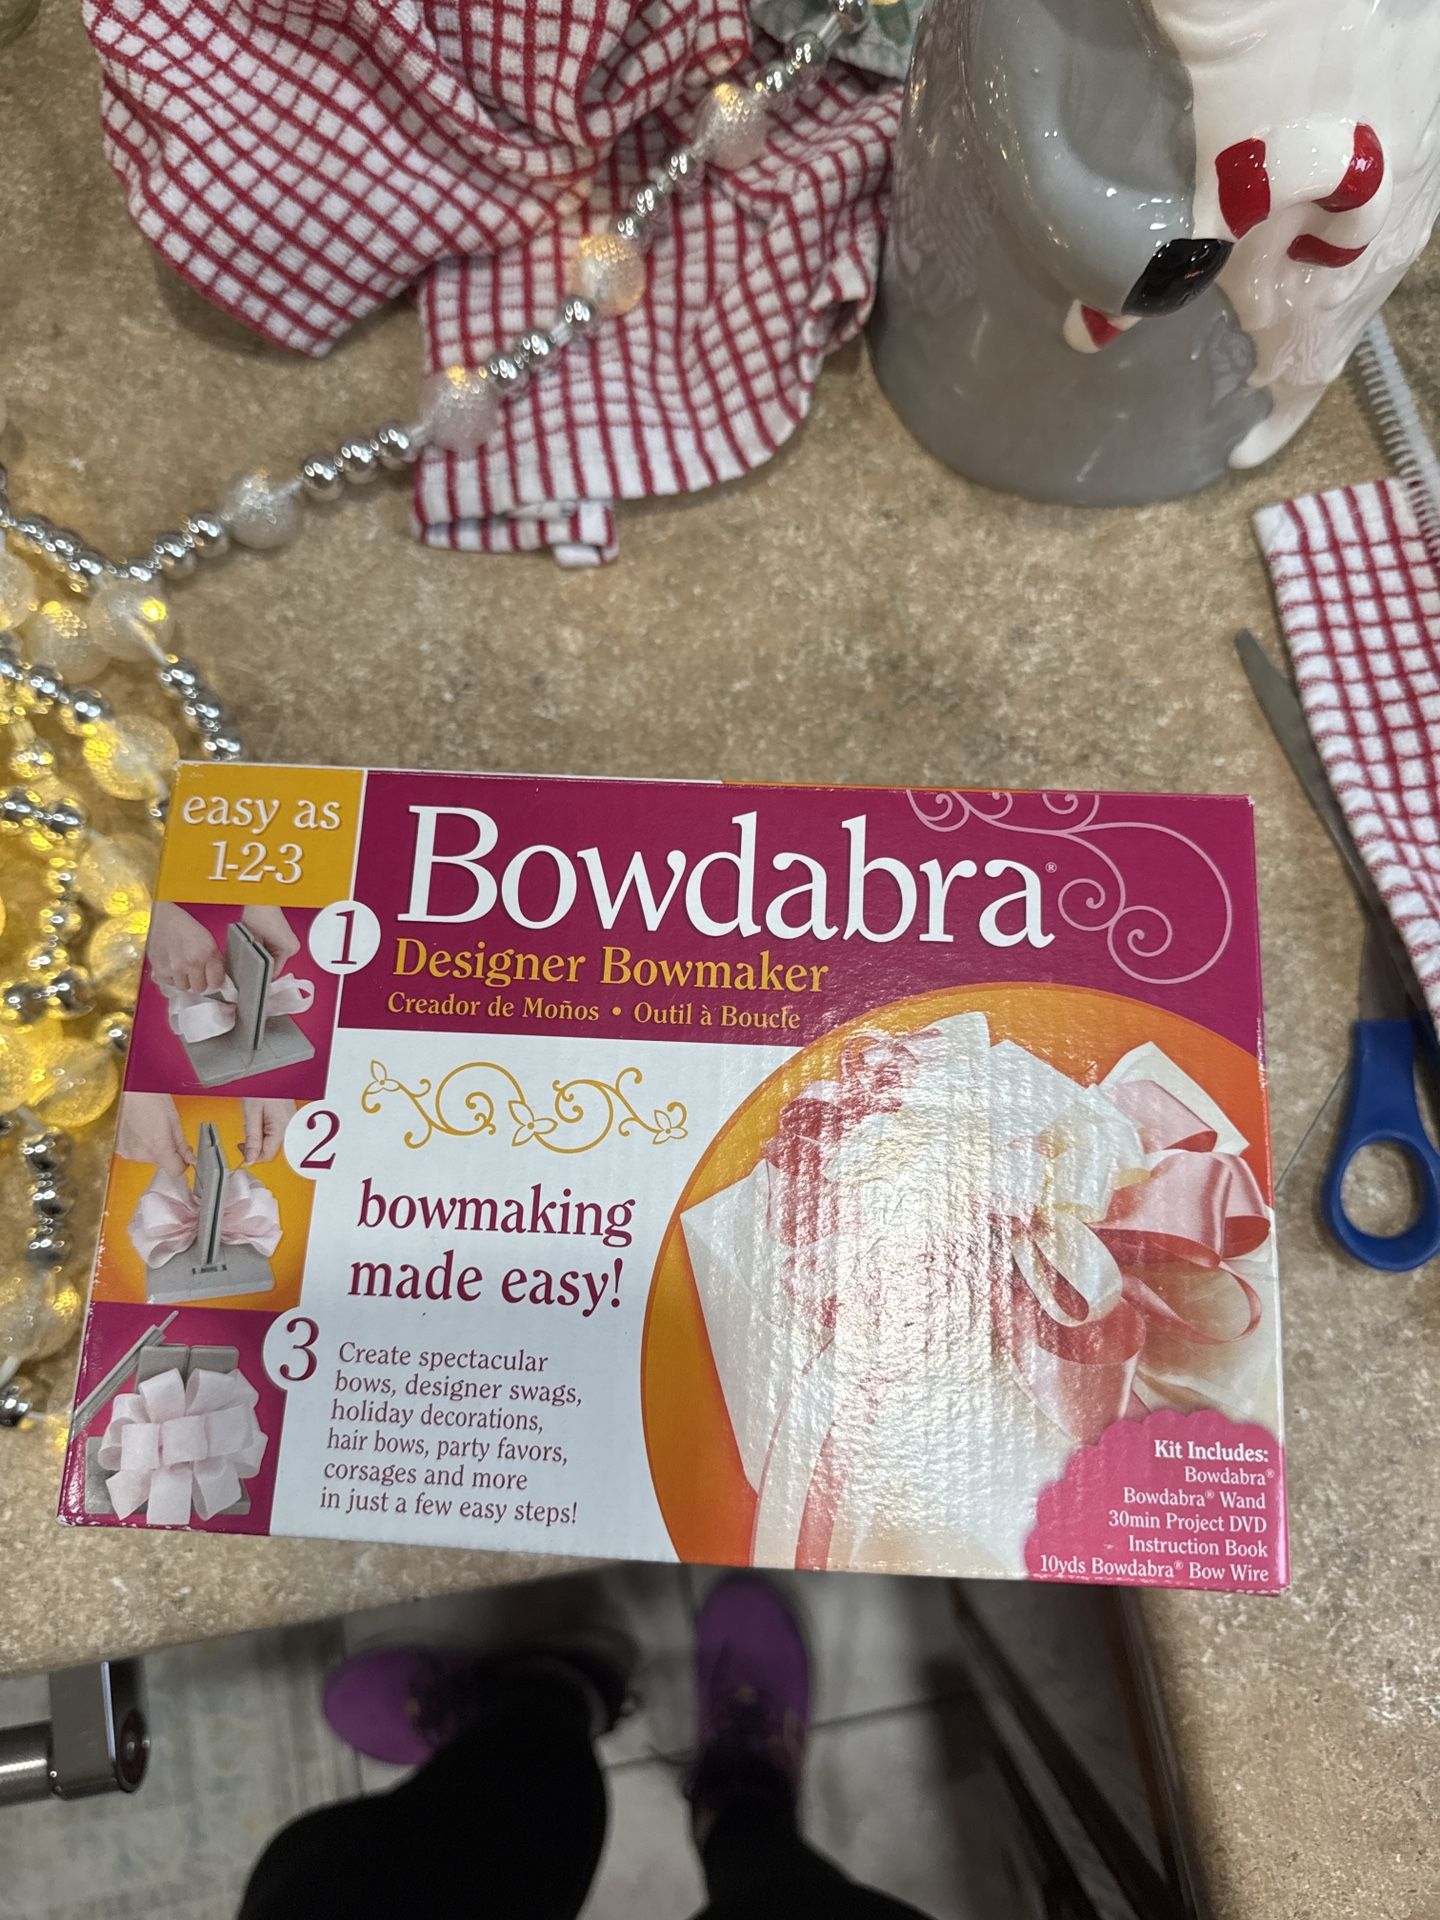 easy as
1-2-3
Bowdabra®
Designer Bowmaker
Creador de Moños • Outil à Boucle
1
2
3
bowmaking
made easy!
Create spectacular
bows, designer swags,
holiday decorations,
hair bows, party favors,
corsages and more
in just a few easy steps!
Kit Includes:
Bowdabra®
Bowdabra® Wand
30min Project DVD
Instruction Book
10yds Bowdabra® Bow Wire